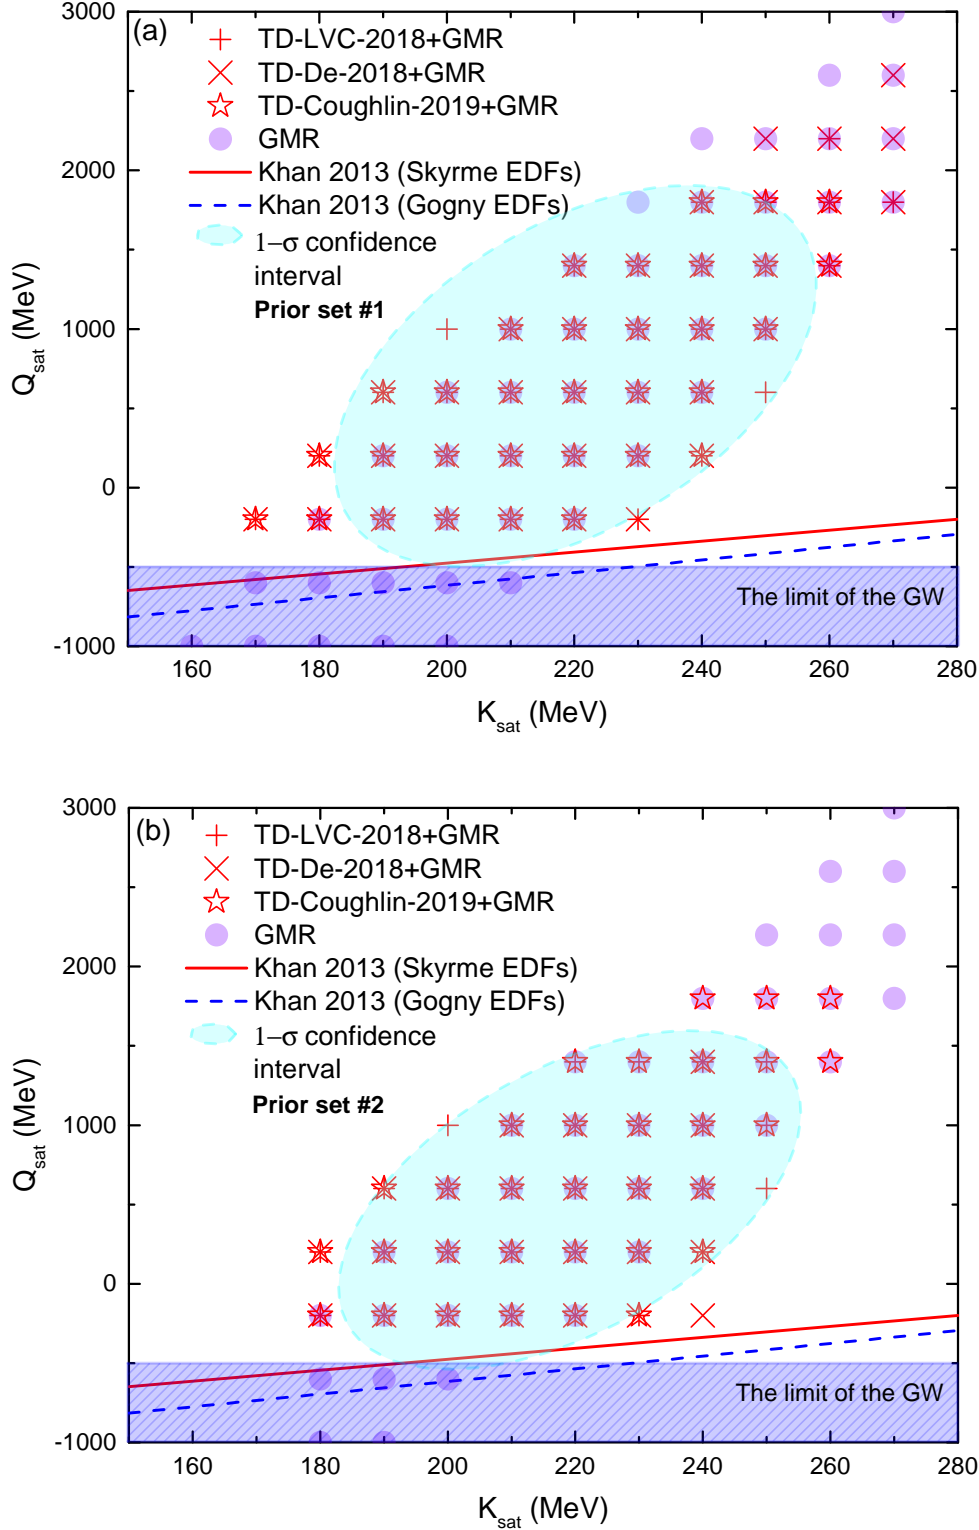 (a)
TD-LVC-2018+GMR
TD-De-2018+GMR
TD-Coughlin-2019+GMR
GMR
Khan 2013 (Skyrme EDFs)
Khan 2013 (Gogny EDFs)
1−σ confidence
interval
Prior set #1
3000
2000
1000
0
-1000
Q_sat (MeV)
The limit of the GW
160 180 200 220 240 260 280
K_sat (MeV)
(b)
TD-LVC-2018+GMR
TD-De-2018+GMR
TD-Coughlin-2019+GMR
GMR
Khan 2013 (Skyrme EDFs)
Khan 2013 (Gogny EDFs)
1−σ confidence
interval
Prior set #2
3000
2000
1000
0
-1000
Q_sat (MeV)
The limit of the GW
160 180 200 220 240 260 280
K_sat (MeV)